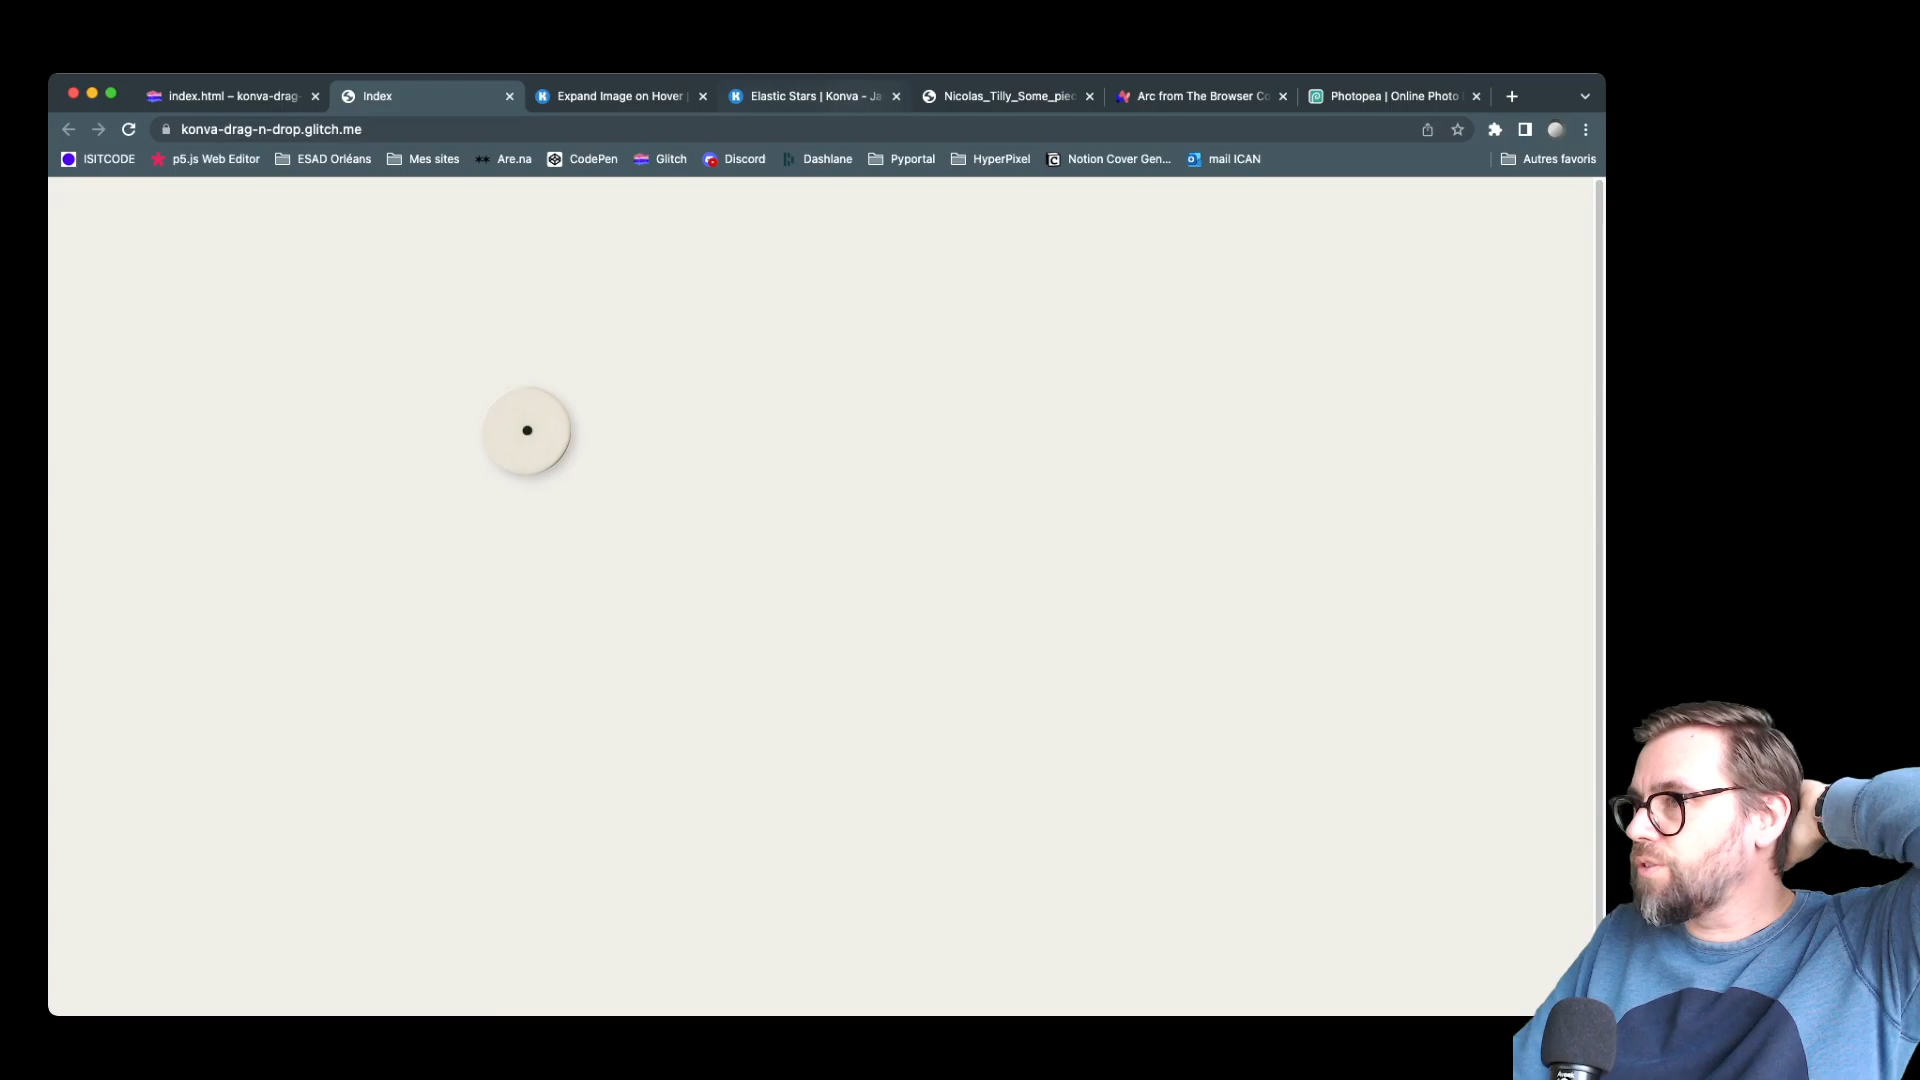 index.html – konva-drag-
Index
Expand Image on Hover |
Elastic Stars | Konva - Ja
Nicolas_Tilly_Some_piec
Arc from The Browser Co
Photopea | Online Photo
konva-drag-n-drop.glitch.me
ISITCODE
p5.js Web Editor
ESAD Orléans
Mes sites
Are.na
CodePen
Glitch
Discord
Dashlane
Pyportal
HyperPixel
Notion Cover Gen...
mail ICAN
Autres favoris